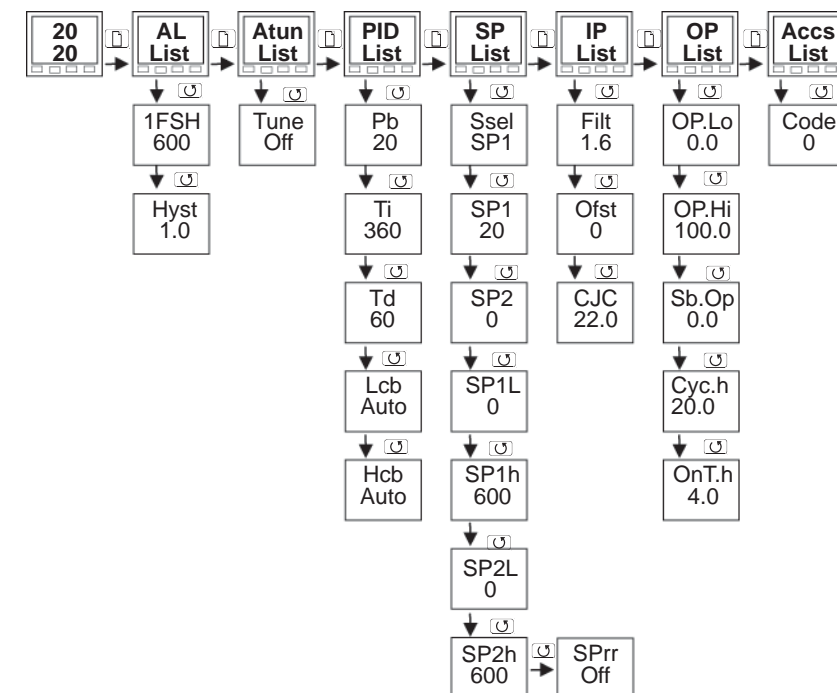 20
20
AL
List
Atun
List
PID
List
SP
List
IP
List
OP
List
Accs
List
1FSH
600
Tune
Off
Pb
20
Ssel
SP1
Filt
1.6
OP.Lo
0.0
Code
0
Hyst
1.0
Ti
360
SP1
20
Ofst
0
OP.Hi
100.0
Td
60
SP2
0
CJC
22.0
Sb.Op
0.0
Lcb
Auto
SP1L
0
Cyc.h
20.0
Hcb
Auto
SP1h
600
OnT.h
4.0
SP2L
0
SP2h
600
SPrr
Off